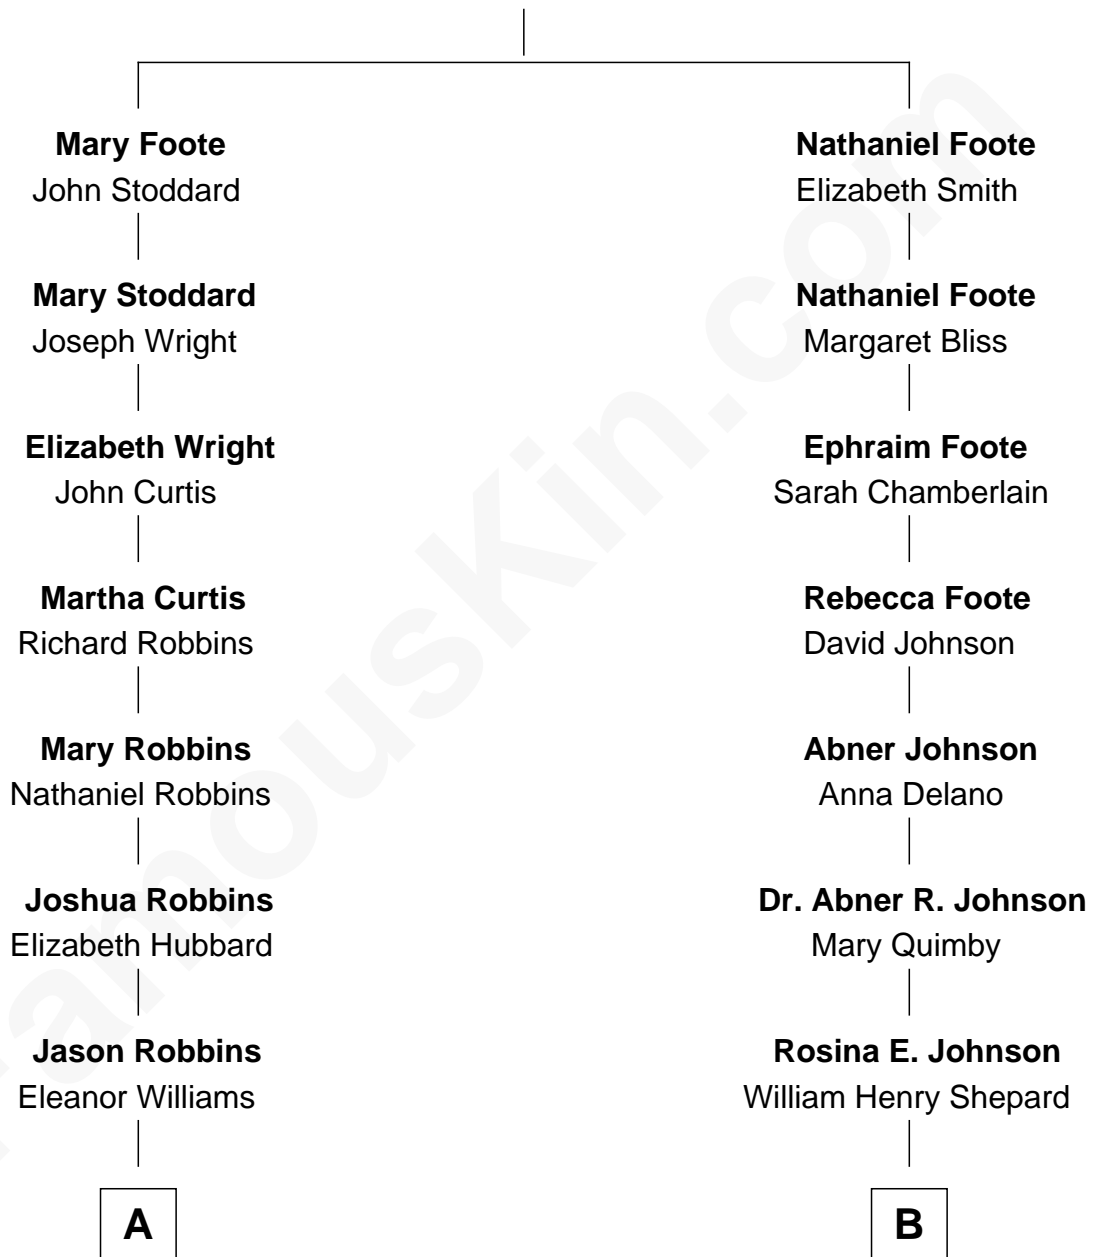 Mary Foote
John Stoddard
Mary Stoddard
Joseph Wright
Elizabeth Wright
John Curtis
Martha Curtis
Richard Robbins
Mary Robbins
Nathaniel Robbins
Joshua Robbins
Elizabeth Hubbard
Jason Robbins
Eleanor Williams
A
Nathaniel Foote
Elizabeth Smith
Nathaniel Foote
Margaret Bliss
Ephraim Foote
Sarah Chamberlain
Rebecca Foote
David Johnson
Abner Johnson
Anna Delano
Dr. Abner R. Johnson
Mary Quimby
Rosina E. Johnson
William Henry Shepard
B
FamousKin.com